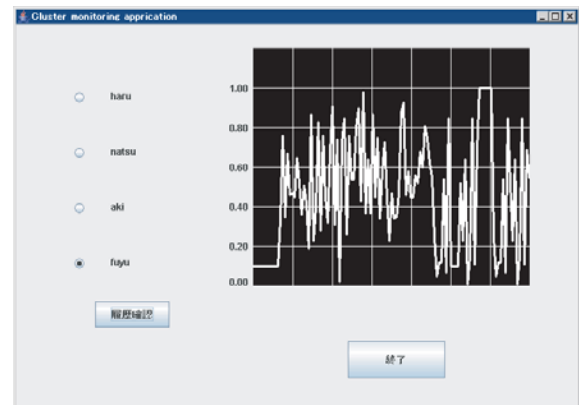 Cluster monitoring apprication
haru
natsu
aki
fuyu
履歴確認
1.00
0.80
0.60
0.40
0.20
0.00
終了